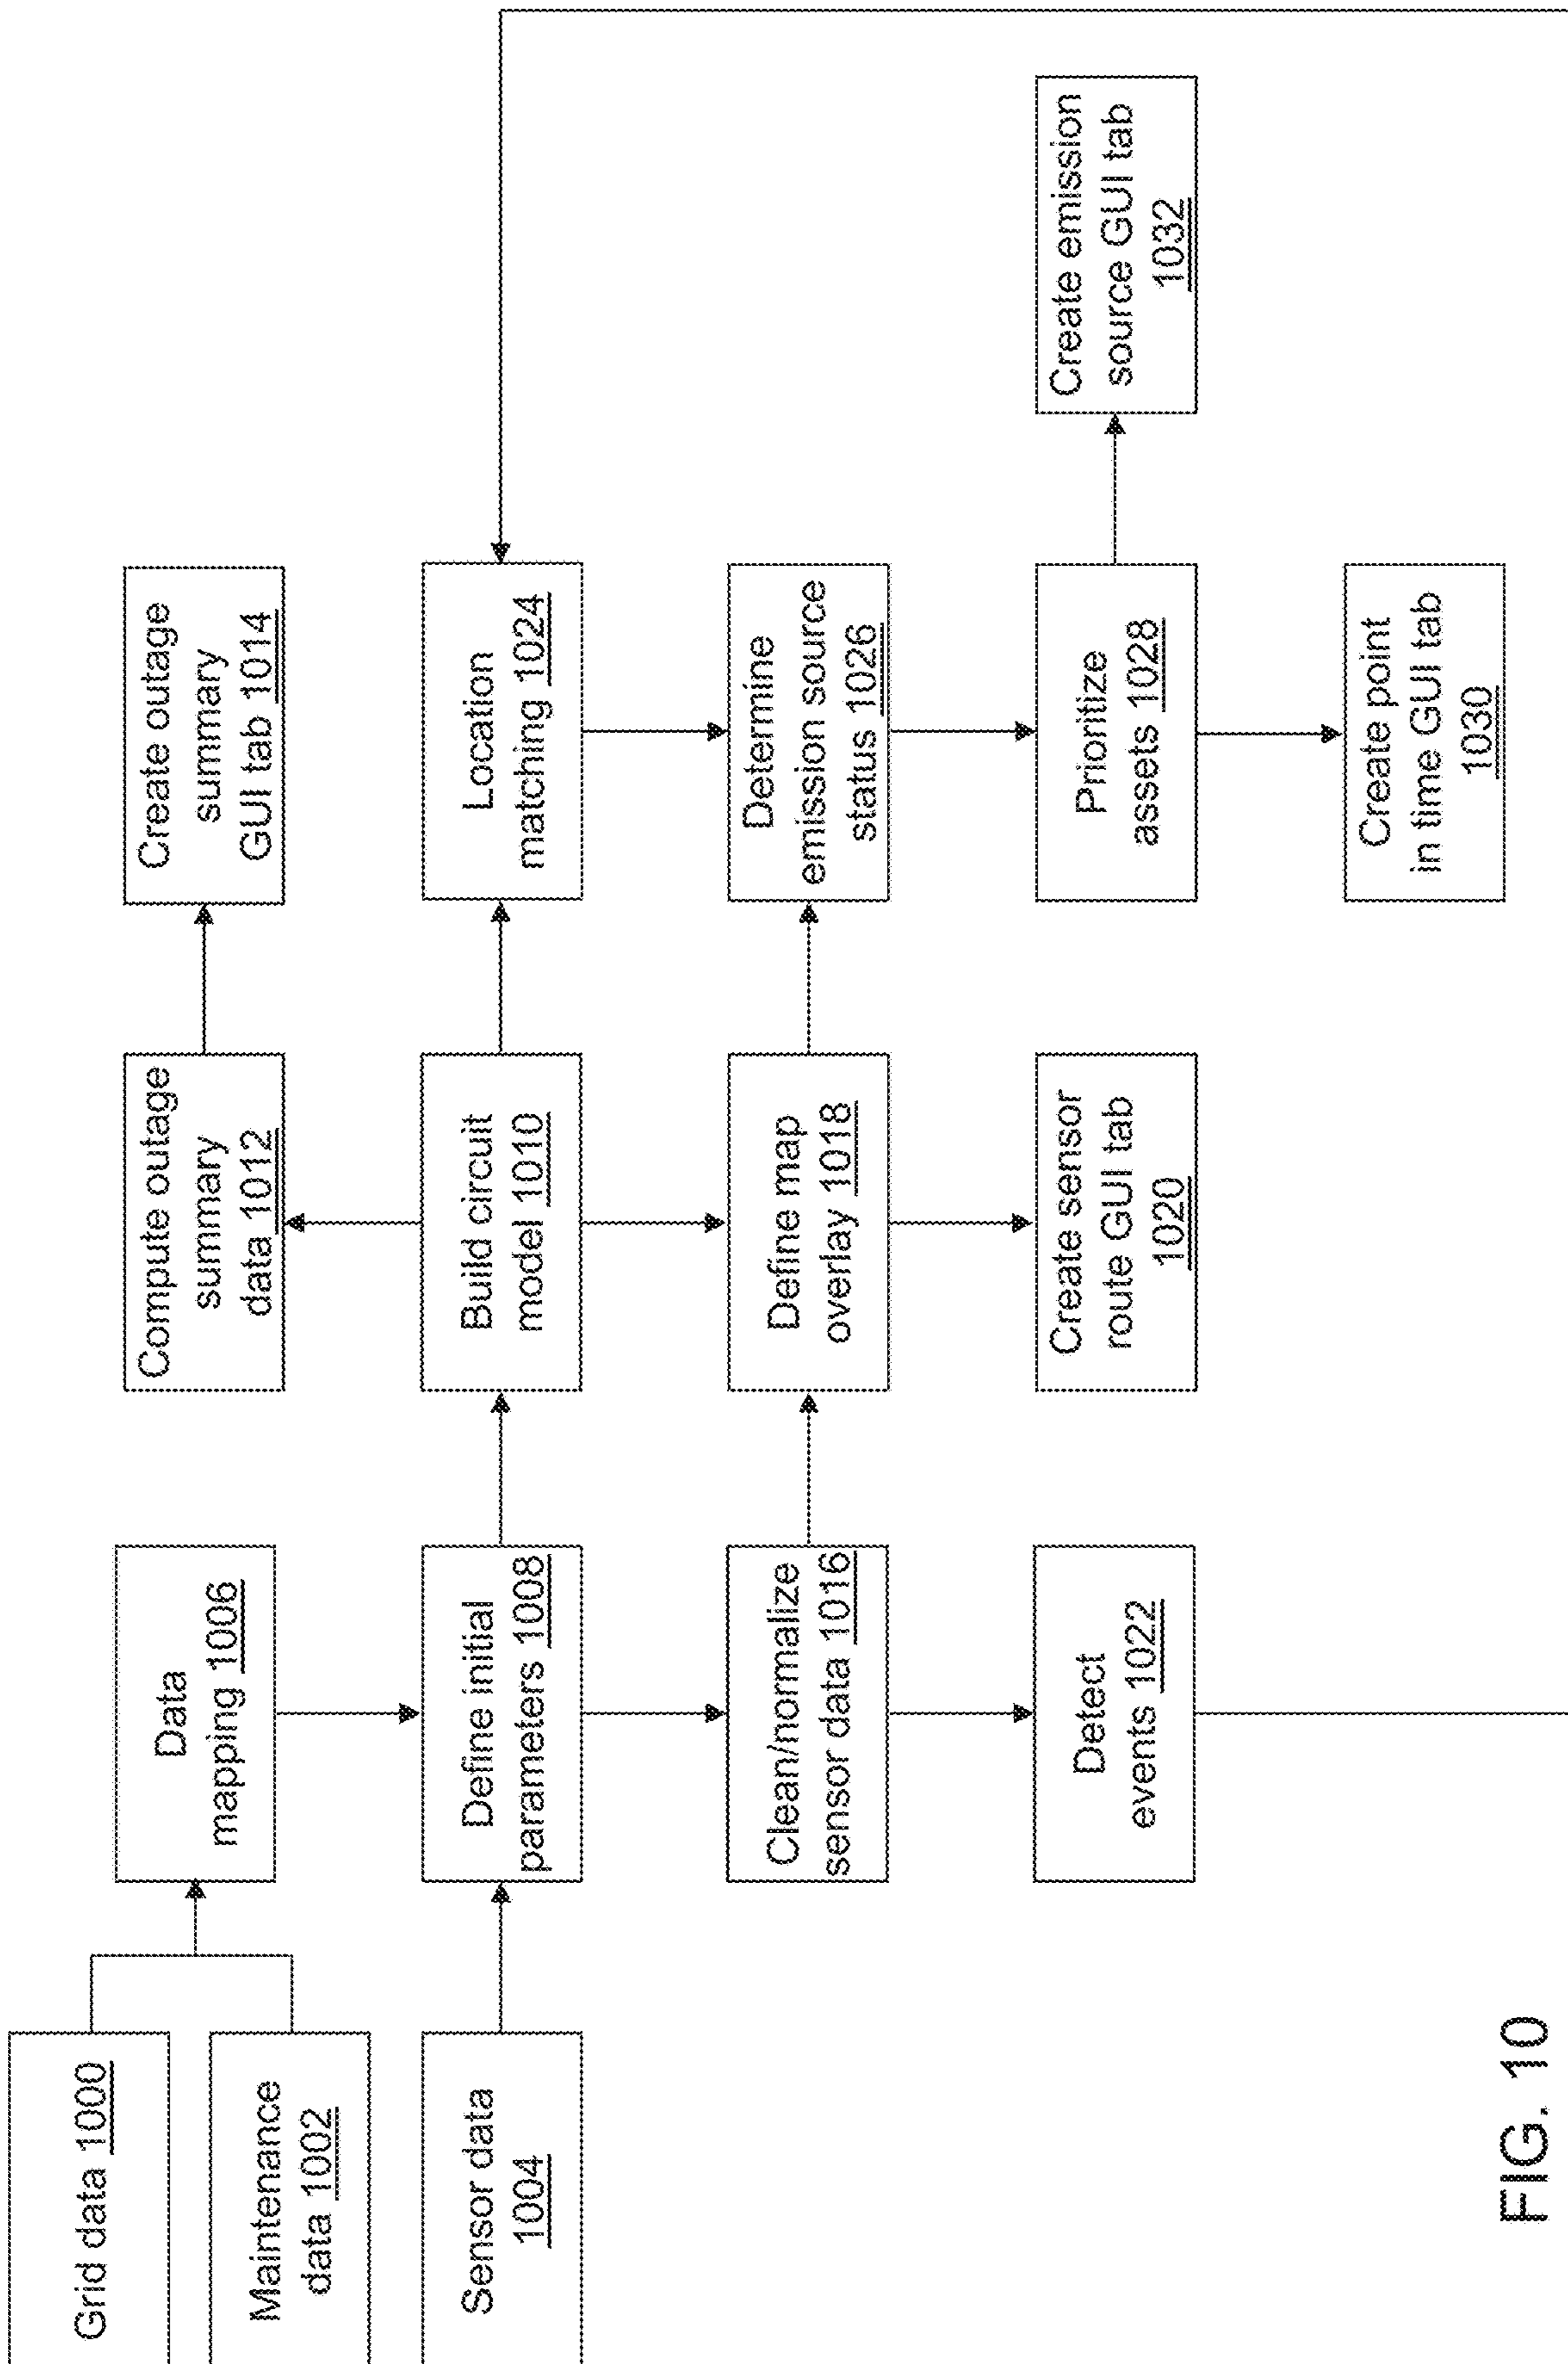 Grid data 1000
Maintenance
data 1002
Sensor data
1004
Data
mapping 1006
Define initial
parameters 1008
Clean/normalize
sensor data 1016
Detect
events 1022
Compute outage
summary
data 1012
Build circuit
model 1010
Define map
overlay 1018
Create sensor
route GUI tab
1020
Create outage
summary
GUI tab 1014
Location
matching 1024
Determine
emission source
status 1026
Prioritize
assets 1028
Create point
in time GUI tab
1030
Create emission
source GUI tab
1032
FIG. 10